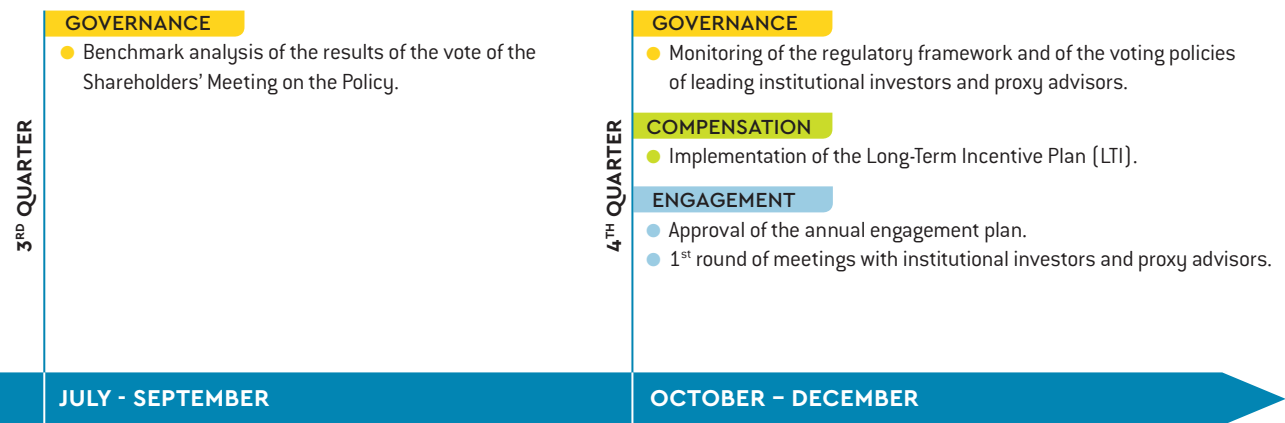 3RD QUARTER
GOVERNANCE
Benchmark analysis of the results of the vote of the
Shareholders' Meeting on the Policy.
JULY - SEPTEMBER
4TH QUARTER
GOVERNANCE
Monitoring of the regulatory framework and of the voting policies
of leading institutional investors and proxy advisors.
COMPENSATION
Implementation of the Long-Term Incentive Plan (LTI).
ENGAGEMENT
Approval of the annual engagement plan.
1st round of meetings with institutional investors and proxy advisors.
OCTOBER – DECEMBER